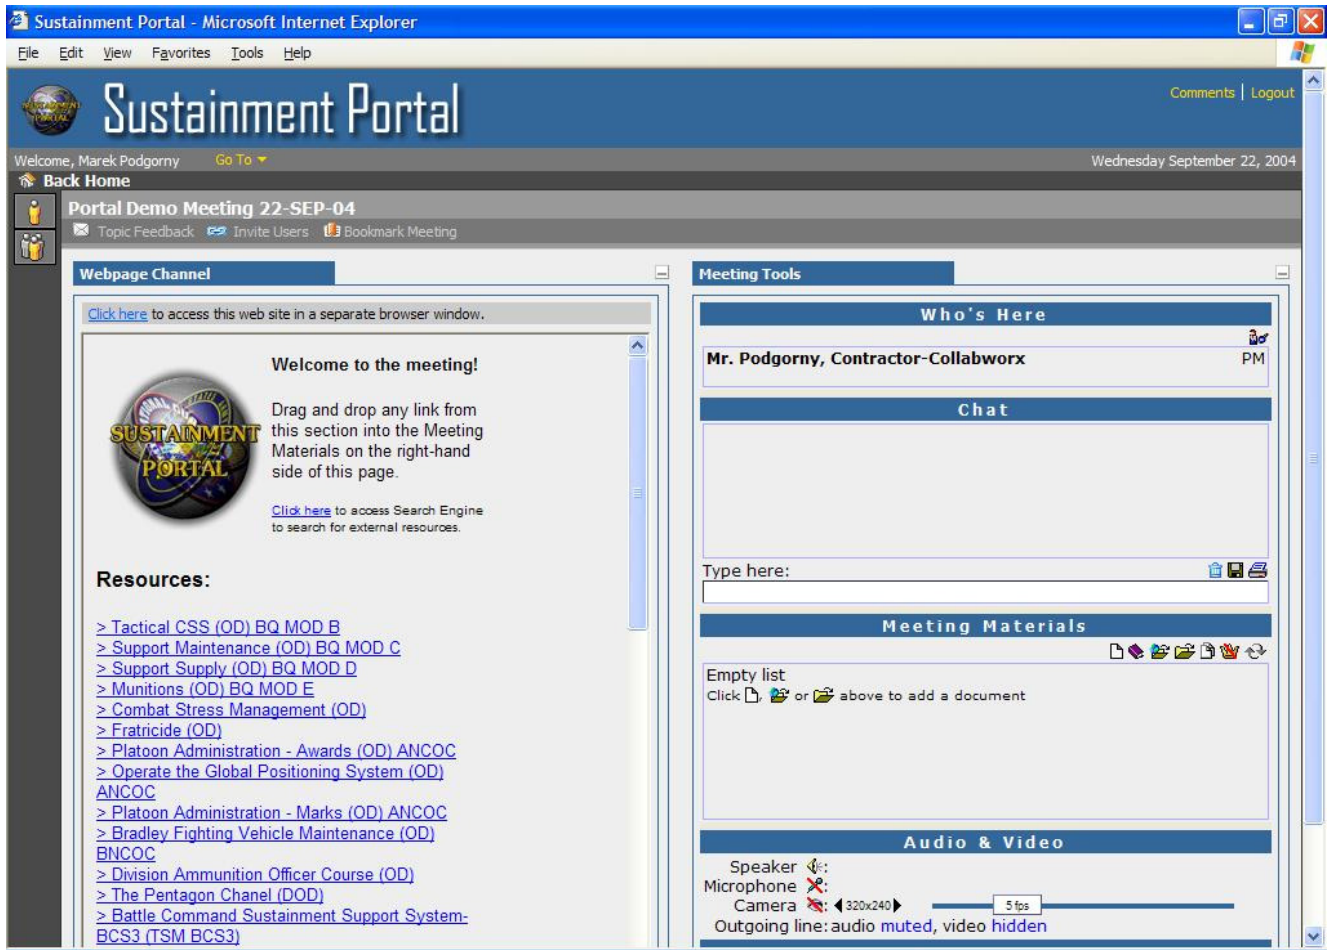 Sustainment Portal - Microsoft Internet Explorer
File Edit View Favorites Tools Help
Sustainment Portal
Comments | Logout
Welcome, Marek Podgorny Go To
Wednesday September 22, 2004
Back Home
Portal Demo Meeting 22-SEP-04
Topic Feedback Invite Users Bookmark Meeting
Webpage Channel
Click here to access this web site in a separate browser window.
SUSTAINMENT
PORTAL
Welcome to the meeting!
Drag and drop any link from
this section into the Meeting
Materials on the right-hand
side of this page.
Click here to access Search Engine
to search for external resources.
Resources:
> Tactical CSS (OD) BQ MOD B
> Support Maintenance (OD) BQ MOD C
> Support Supply (OD) BQ MOD D
> Munitions (OD) BQ MOD E
> Combat Stress Management (OD)
> Fratricide (OD)
> Platoon Administration - Awards (OD) ANCOC
> Operate the Global Positioning System (OD)
ANCOC
> Platoon Administration - Marks (OD) ANCOC
> Bradley Fighting Vehicle Maintenance (OD)
BNCOC
> Division Ammunition Officer Course (OD)
> The Pentagon Chanel (DOD)
> Battle Command Sustainment Support System-
BCS3 (TSM BCS3)
Meeting Tools
Who's Here
Mr. Podgorny, Contractor-Collabworx PM
Chat
Type here:
Meeting Materials
Empty list
Click , or above to add a document
Audio & Video
Speaker :
Microphone :
Camera : 320x240 5 fps
Outgoing line: audio muted, video hidden